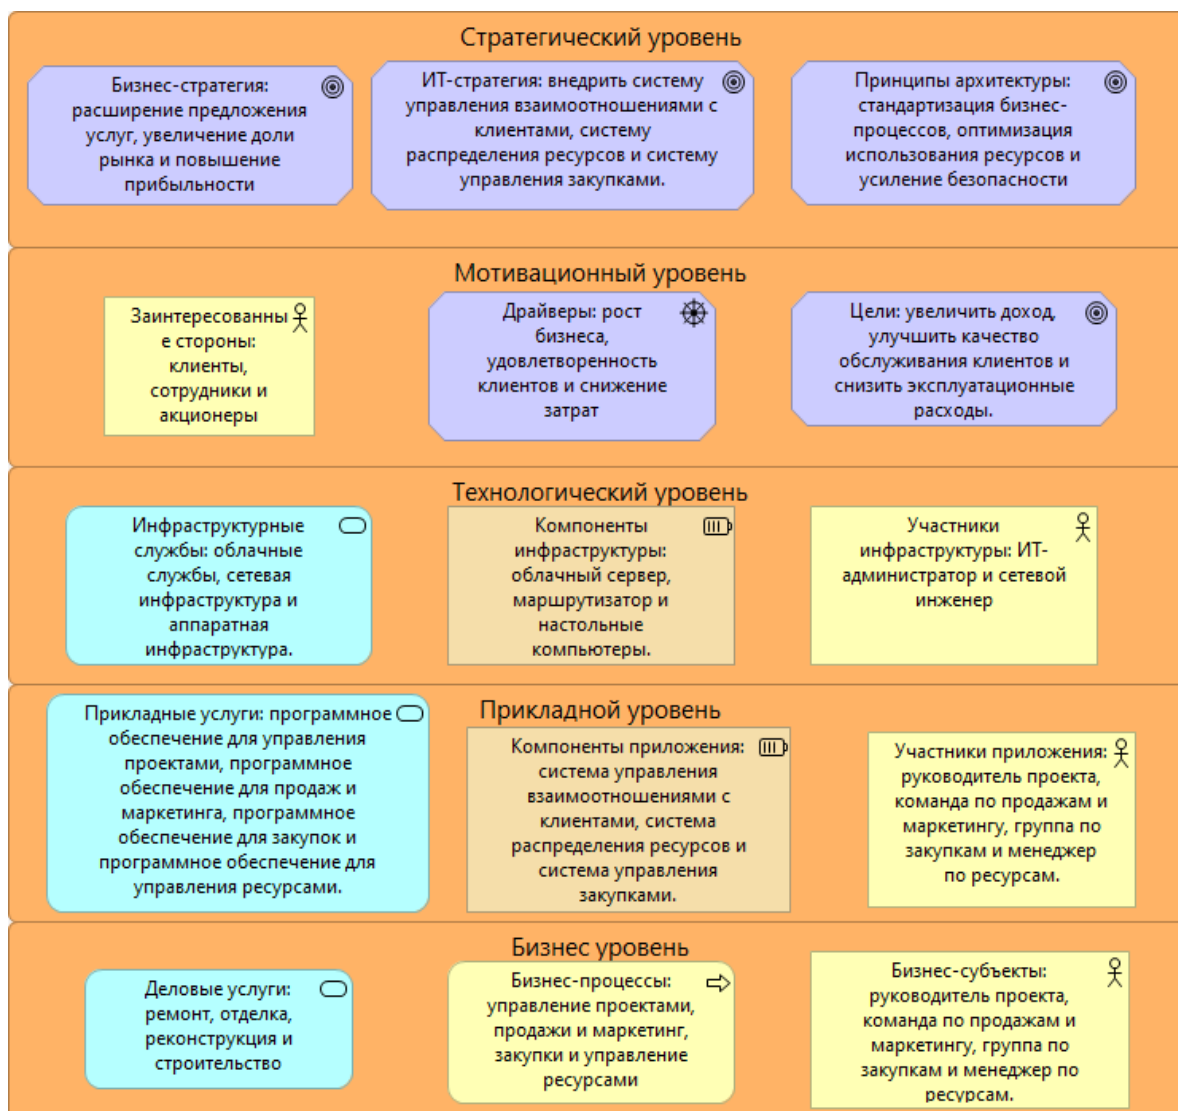 Стратегический уровень
Бизнес-стратегия:
расширение предложения
услуг, увеличение доли
рынка и повышение
прибыльности
ИТ-стратегия: внедрить систему
управления взаимоотношениями с
клиентами, систему
распределения ресурсов и систему
управления закупками.
Принципы архитектуры:
стандартизация бизнес-
процессов, оптимизация
использования ресурсов и
усиление безопасности
Мотивационный уровень
Заинтересованны
е стороны:
клиенты,
сотрудники и
акционеры
Драйверы: рост
бизнеса,
удовлетворенность
клиентов и снижение
затрат
Цели: увеличить доход,
улучшить качество
обслуживания клиентов и
снизить эксплуатационные
расходы.
Технологический уровень
Инфраструктурные
службы: облачные
службы, сетевая
инфраструктура и
аппаратная
инфраструктура.
Компоненты
инфраструктуры:
облачный сервер,
маршрутизатор и
настольные
компьютеры.
Участники
инфраструктуры: ИТ-
администратор и сетевой
инженер
Прикладной уровень
Прикладные услуги: программное
обеспечение для управления
проектами, программное
обеспечение для продаж и
маркетинга, программное
обеспечение для закупок и
программное обеспечение для
управления ресурсами.
Компоненты приложения:
система управления
взаимоотношениями с
клиентами, система
распределения ресурсов и
система управления
закупками.
Участники приложения:
руководитель проекта,
команда по продажам и
маркетингу, группа по
закупкам и менеджер
по ресурсам.
Бизнес уровень
Деловые услуги:
ремонт, отделка,
реконструкция и
строительство
Бизнес-процессы:
управление проектами,
продажи и маркетинг,
закупки и управление
ресурсами
Бизнес-субъекты:
руководитель проекта,
команда по продажам и
маркетингу, группа по
закупкам и менеджер по
ресурсам.